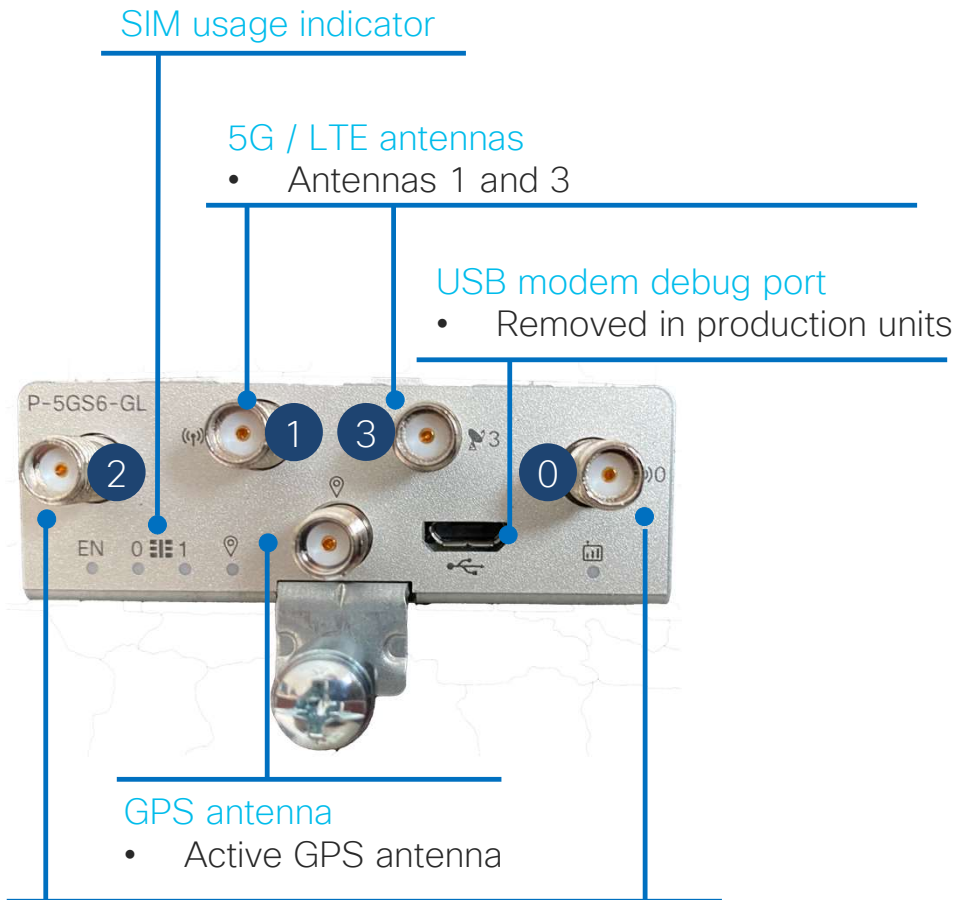 SIM usage indicator
5G / LTE antennas
• Antennas 1 and 3
USB modem debug port
• Removed in production units
P-5GS6-GL
1
3
3
2
0
0
EN 0 1
GPS antenna
• Active GPS antenna